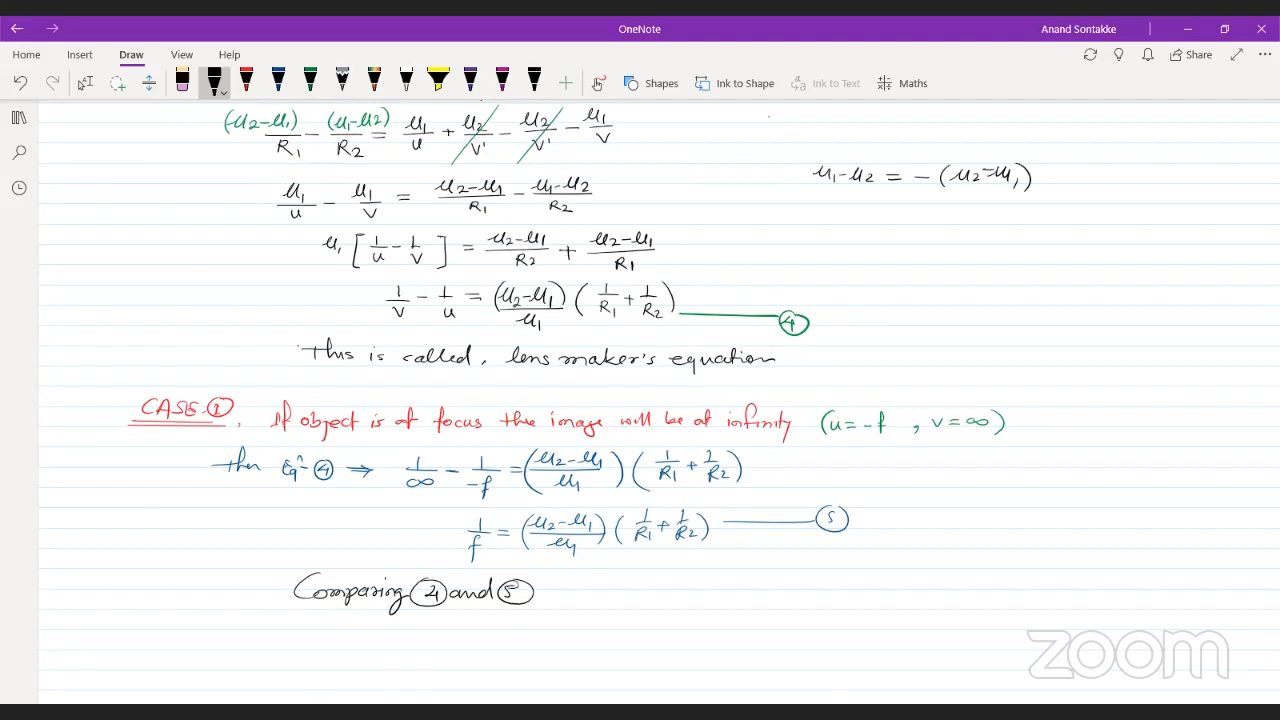 OneNote
Anand Sontakke
Home Insert Draw View Help
Share
Shapes Ink to Shape Ink to Text Maths
(μ2-μ1)/R1 - (μ1-μ2)/R2 = μ1/u + μ2/v' - μ2/v' - μ1/v
μ1-μ2 = -(μ2-μ1)
μ1/u - μ1/v = μ2-μ1/R1 - μ1-μ2/R2
μ1 [1/u - 1/v] = μ2-μ1/R2 + μ2-μ1/R1
1/v - 1/u = (μ2-μ1/μ1) (1/R1 + 1/R2) 4
This is called, lens maker's equation
CASE.1. If object is at focus the image will be at infinity (u=-f, v=∞)
Then Eqn-4 ⇒ 1/∞ - 1/-f = (μ2-μ1/μ1) (1/R1 + 1/R2)
1/f = (μ2-μ1/μ1) (1/R1 + 1/R2) 5
Comparing 4 and 5
zoom